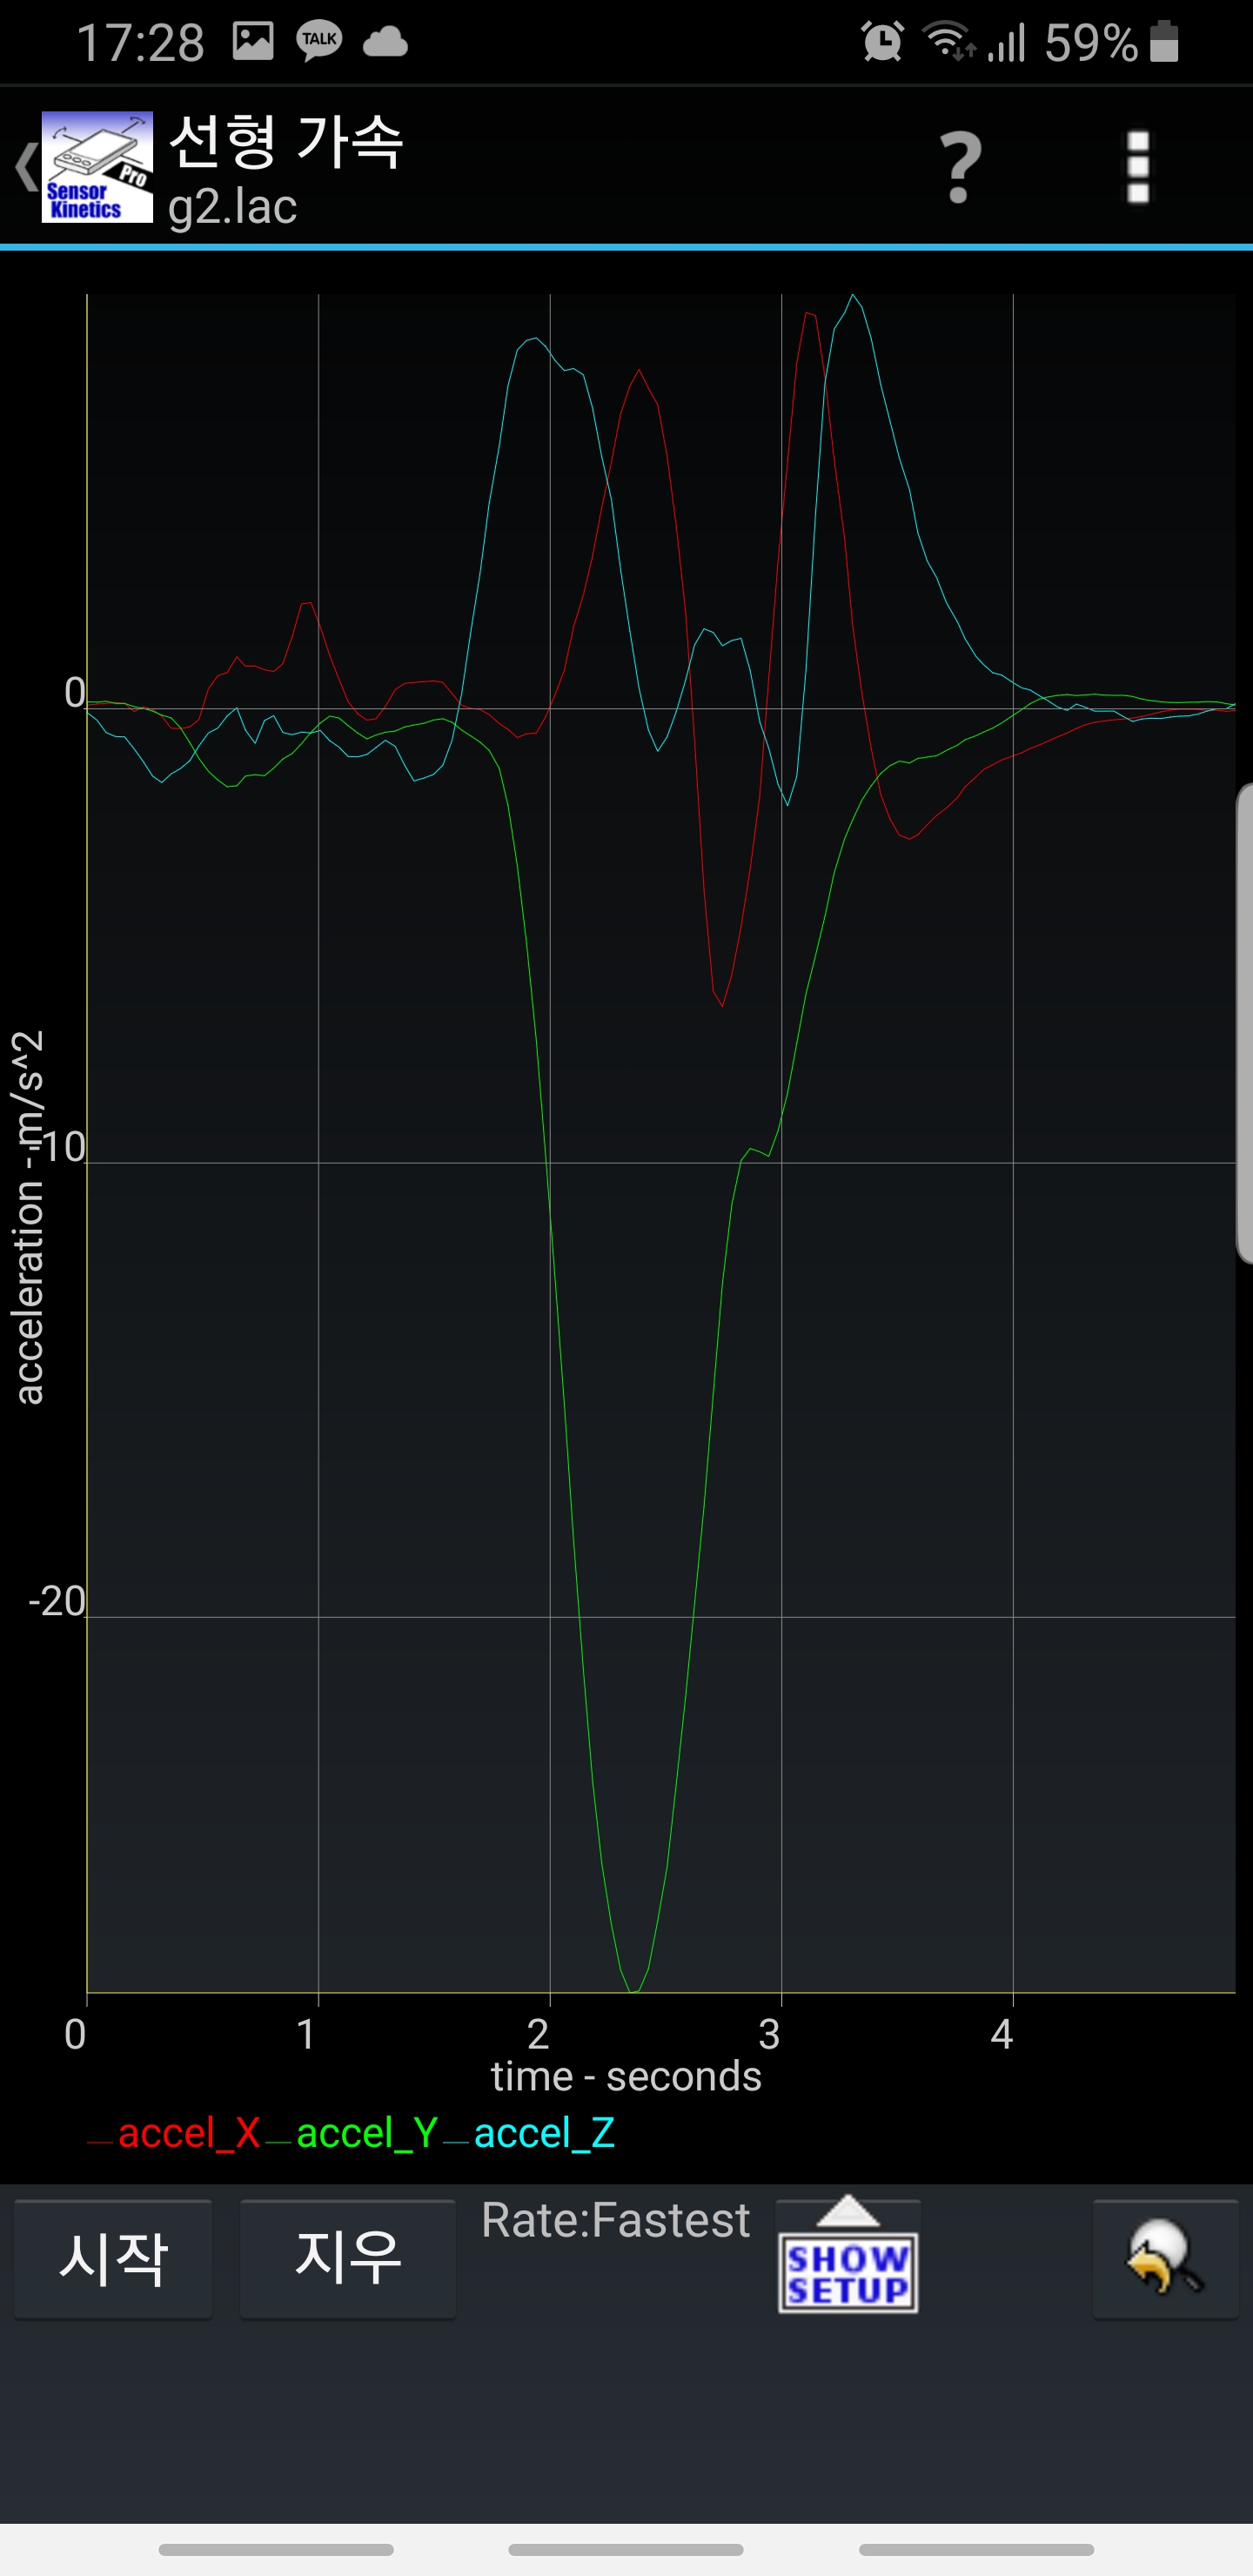 17:28 TALK 59%
선형 가속
g2.lac
Sensor
Kinetics
Pro
?
0
-10
-20
acceleration - m/s^2
0 1 2 3 4
time - seconds
accel_X accel_Y accel_Z
시작 지우 Rate:Fastest SHOW
SETUP